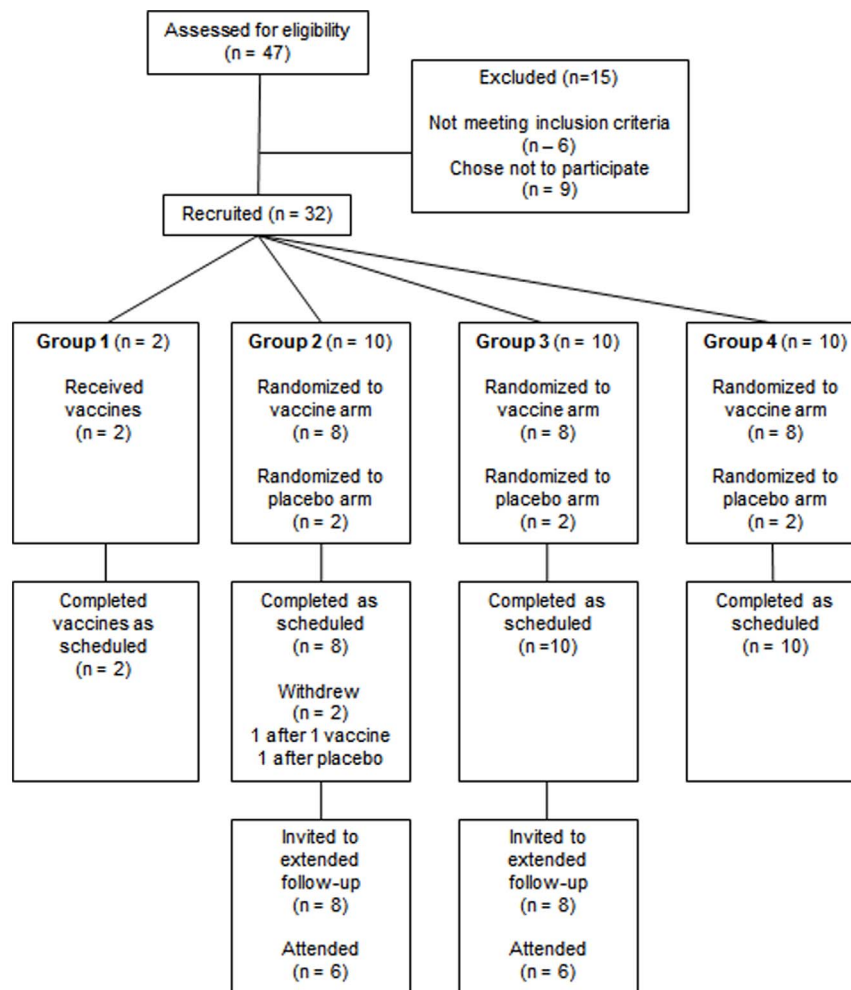 Assessed for eligibility
(n = 47)
Excluded (n=15)
Not meeting inclusion criteria
(n – 6)
Chose not to participate
(n = 9)
Recruited (n = 32)
Group 1 (n = 2)
Received
vaccines
(n = 2)
Group 2 (n = 10)
Randomized to
vaccine arm
(n = 8)
Randomized to
placebo arm
(n = 2)
Group 3 (n = 10)
Randomized to
vaccine arm
(n = 8)
Randomized to
placebo arm
(n = 2)
Group 4 (n = 10)
Randomized to
vaccine arm
(n = 8)
Randomized to
placebo arm
(n = 2)
Completed
vaccines as
scheduled
(n = 2)
Completed as
scheduled
(n = 8)
Withdrew
(n = 2)
1 after 1 vaccine
1 after placebo
Completed as
scheduled
(n =10)
Completed as
scheduled
(n = 10)
Invited to
extended
follow-up
(n = 8)
Attended
(n = 6)
Invited to
extended
follow-up
(n = 8)
Attended
(n = 6)